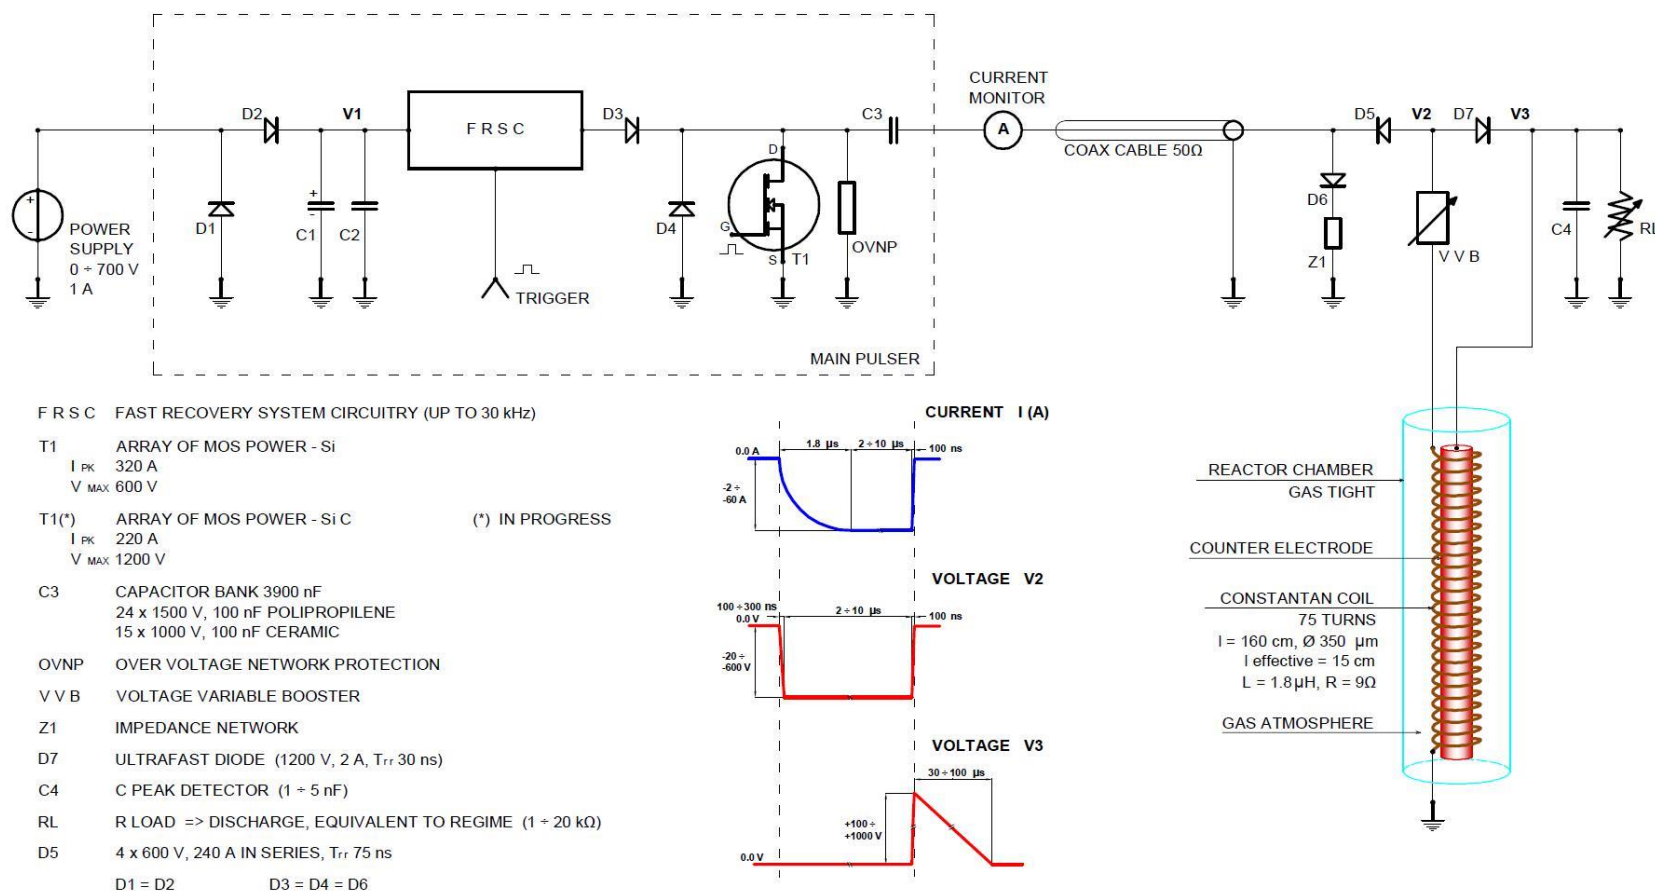 D2
V1
F R S C
D3
C3
CURRENT
MONITOR
A
COAX CABLE 50Ω
D5
V2
D7
V3
+
-
POWER
SUPPLY
0 ÷ 700 V
1 A
D1
+
-
C1
C2
TRIGGER
D4
D
G
S
T1
OVNP
D6
Z1
V V B
C4
RL
MAIN PULSER
F R S C FAST RECOVERY SYSTEM CIRCUITRY (UP TO 30 kHz)
T1 ARRAY OF MOS POWER - Si
I PK 320 A
V MAX 600 V
T1(*) ARRAY OF MOS POWER - Si C (*) IN PROGRESS
I PK 220 A
V MAX 1200 V
C3 CAPACITOR BANK 3900 nF
24 x 1500 V, 100 nF POLIPROPILENE
15 x 1000 V, 100 nF CERAMIC
OVNP OVER VOLTAGE NETWORK PROTECTION
V V B VOLTAGE VARIABLE BOOSTER
Z1 IMPEDANCE NETWORK
D7 ULTRAFAST DIODE (1200 V, 2 A, Trr 30 ns)
C4 C PEAK DETECTOR (1 ÷ 5 nF)
RL R LOAD => DISCHARGE, EQUIVALENT TO REGIME (1 ÷ 20 kΩ)
D5 4 x 600 V, 240 A IN SERIES, Trr 75 ns
D1 = D2 D3 = D4 = D6
CURRENT I (A)
1.8 µs
2 ÷ 10 µs
100 ns
0.0 A
-2 ÷
-60 A
VOLTAGE V2
100 ÷300 ns
0.0 V
2 ÷ 10 µs
100 ns
-20 ÷
-600 V
VOLTAGE V3
30 ÷ 100 µs
+100 ÷
+1000 V
0.0 V
REACTOR CHAMBER
GAS TIGHT
COUNTER ELECTRODE
CONSTANTAN COIL
75 TURNS
l = 160 cm, Ø 350 µm
l effective = 15 cm
L = 1.8 µH, R = 9Ω
GAS ATMOSPHERE